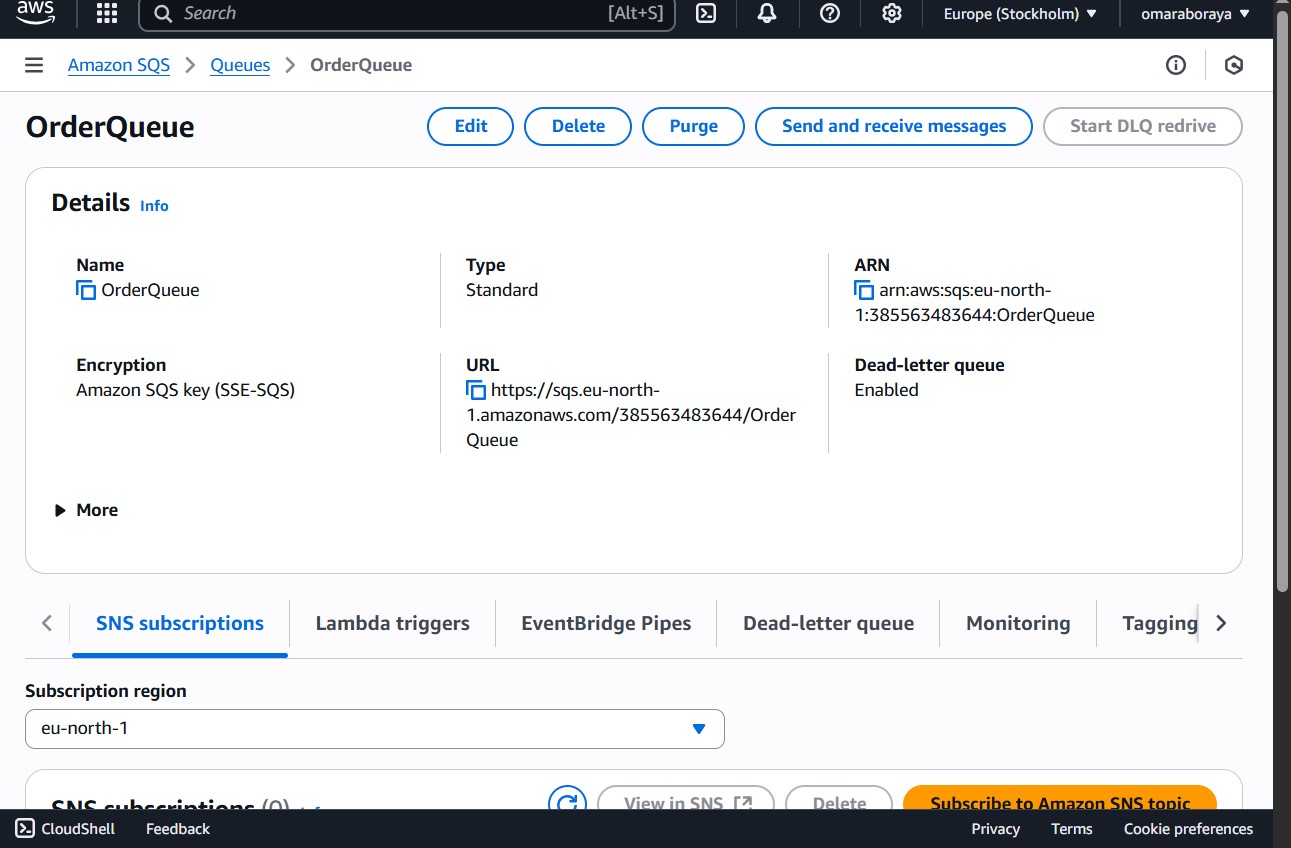 aws
Search [Alt+S] Europe (Stockholm) omaraboraya
Amazon SQS Queues OrderQueue
OrderQueue Edit Delete Purge Send and receive messages Start DLQ redrive
Details Info
Name
OrderQueue
Type
Standard
ARN
arn:aws:sqs:eu-north-
1:385563483644:OrderQueue
Encryption
Amazon SQS key (SSE-SQS)
URL
https://sqs.eu-north-
1.amazonaws.com/385563483644/Order
Queue
Dead-letter queue
Enabled
More
SNS subscriptions Lambda triggers EventBridge Pipes Dead-letter queue Monitoring Tagging
Subscription region
eu-north-1
SNS subscriptions (0) Info View in SNS Delete Subscribe to Amazon SNS topic
CloudShell Feedback Privacy Terms Cookie preferences